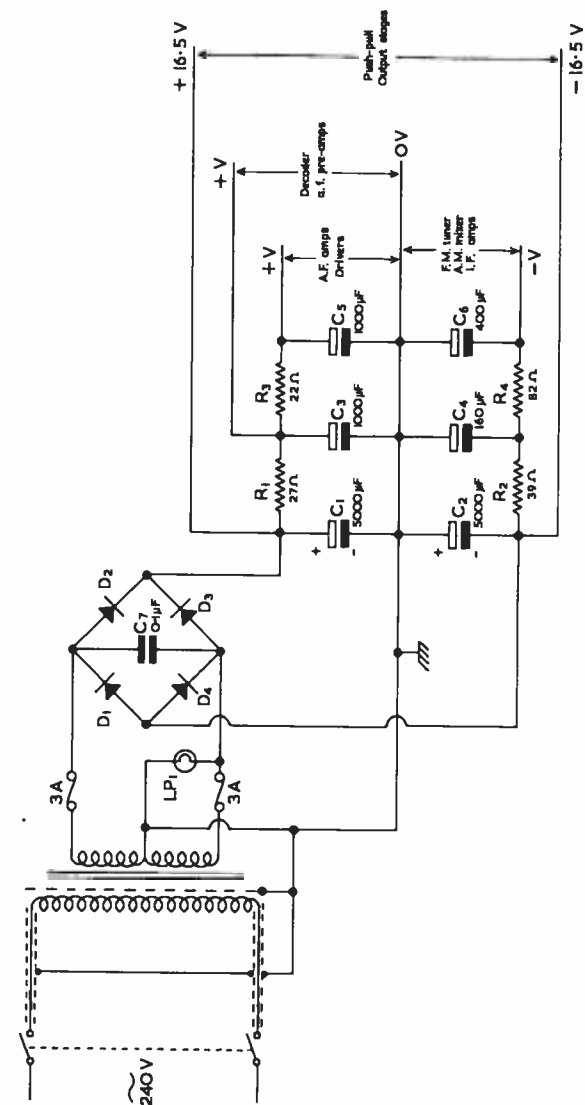 240V
3A
3A
LP1
D1
D2
D3
D4
C7
0·1μF
+16·5 V
Push-pull
Output stages
−16·5 V
+V
Decoder
a.f. pre-amps
OV
+V
A.F. amps
Drivers
F.M. tuner
A.M. mixer
I.F. amps
−V
R1
27Ω
R3
22Ω
+
C1
5000μF
−
C3
1000μF
C5
1000μF
+
C2
5000μF
−
C4
160μF
C6
400μF
R2
39Ω
R4
82Ω